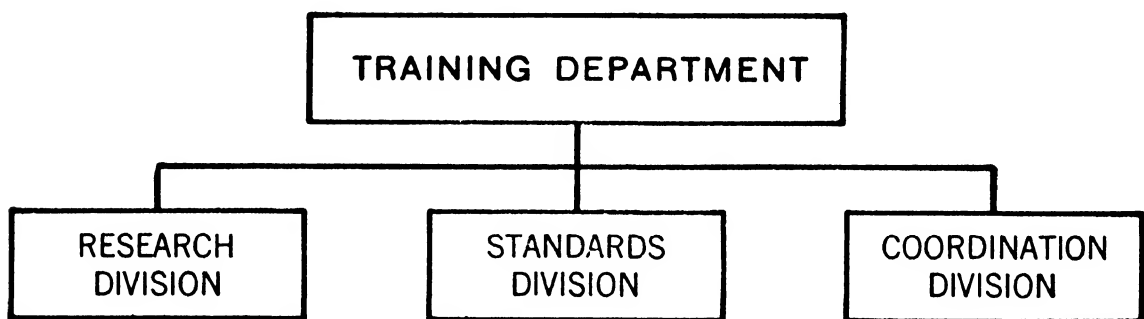 TRAINING DEPARTMENT
RESEARCH
DIVISION
STANDARDS
DIVISION
COORDINATION
DIVISION